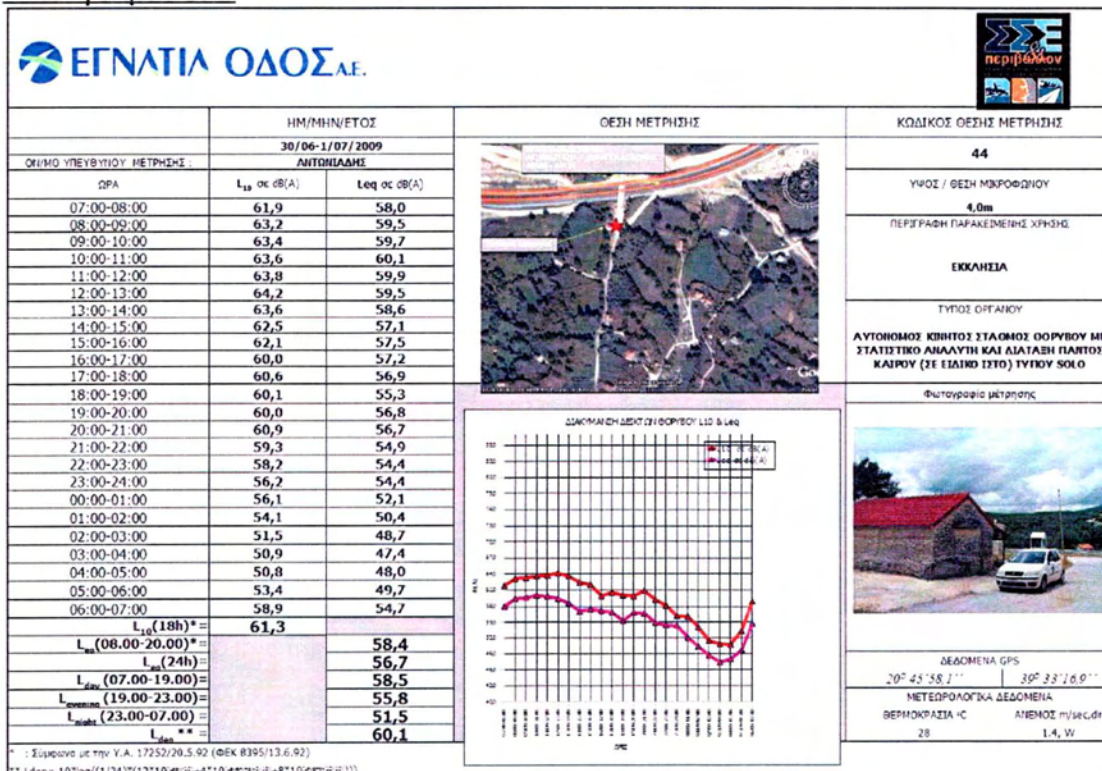 ΕΓΝΑΤΙΑ ΟΔΟΣ Α.Ε.
ΣΣΕ
&
περιβάλλον
ΗΜ/ΜΗΝ/ΕΤΟΣ
ΘΕΣΗ ΜΕΤΡΗΣΗΣ
ΚΩΔΙΚΟΣ ΘΕΣΗΣ ΜΕΤΡΗΣΗΣ
30/06-1/07/2009
44
ΟΝ/ΜΟ ΥΠΕΥΘΥΝΟΥ ΜΕΤΡΗΣΗΣ : ΑΝΤΩΝΙΑΔΗΣ
ΩΡΑ L10 σε dB(A) Leq σε dB(A)
ΥΨΟΣ / ΘΕΣΗ ΜΙΚΡΟΦΩΝΟΥ
4,0m
07:00-08:00 61,9 58,0
08:00-09:00 63,2 59,5
09:00-10:00 63,4 59,7
10:00-11:00 63,6 60,1
11:00-12:00 63,8 59,9
12:00-13:00 64,2 59,5
13:00-14:00 63,6 58,6
14:00-15:00 62,5 57,1
15:00-16:00 62,1 57,5
16:00-17:00 60,0 57,2
17:00-18:00 60,6 56,9
18:00-19:00 60,1 55,3
19:00-20:00 60,0 56,8
20:00-21:00 60,9 56,7
21:00-22:00 59,3 54,9
22:00-23:00 58,2 54,4
23:00-24:00 56,2 54,4
00:00-01:00 56,1 52,1
01:00-02:00 54,1 50,4
02:00-03:00 51,5 48,7
03:00-04:00 50,9 47,4
04:00-05:00 50,8 48,0
05:00-06:00 53,4 49,7
06:00-07:00 58,9 54,7
L10(18h)*= 61,3
Leq(08.00-20.00)*= 58,4
Leq(24h)= 56,7
Lday(07.00-19.00)= 58,5
Levening(19.00-23.00)= 55,8
Lnight(23.00-07.00)= 51,5
Lden **= 60,1
ΠΕΡΙΓΡΑΦΗ ΠΑΡΑΚΕΙΜΕΝΗΣ ΧΡΗΣΗΣ
ΕΚΚΛΗΣΙΑ
ΤΥΠΟΣ ΟΡΓΑΝΟΥ
ΑΥΤΟΝΟΜΟΣ ΚΙΝΗΤΟΣ ΣΤΑΘΜΟΣ ΘΟΡΥΒΟΥ ΜΕ
ΣΤΑΤΙΣΤΙΚΟ ΑΝΑΛΥΤΗ ΚΑΙ ΔΙΑΤΑΞΗ ΠΑΝΤΟΣ
ΚΑΙΡΟΥ (ΣΕ ΕΙΔΙΚΟ ΙΣΤΟ) ΤΥΠΟΥ SOLO
Φωτογραφία μέτρησης
ΔΙΑΚΥΜΑΝΣΗ ΔΕΙΚΤΩΝ ΘΟΡΥΒΟΥ L10 & Leq
L10 σε dB(A)
Leq σε dB(A)
ΔΕΔΟΜΕΝΑ GPS
20º 45'58,1'' 39º 33'16,9''
ΜΕΤΕΩΡΟΛΟΓΙΚΑ ΔΕΔΟΜΕΝΑ
ΘΕΡΜΟΚΡΑΣΙΑ ºC ΑΝΕΜΟΣ m/sec,dir
28 1.4, W
* : Σύμφωνα με την Υ.Α. 17252/20.5.92 (ΦΕΚ Β395/13.6.92)